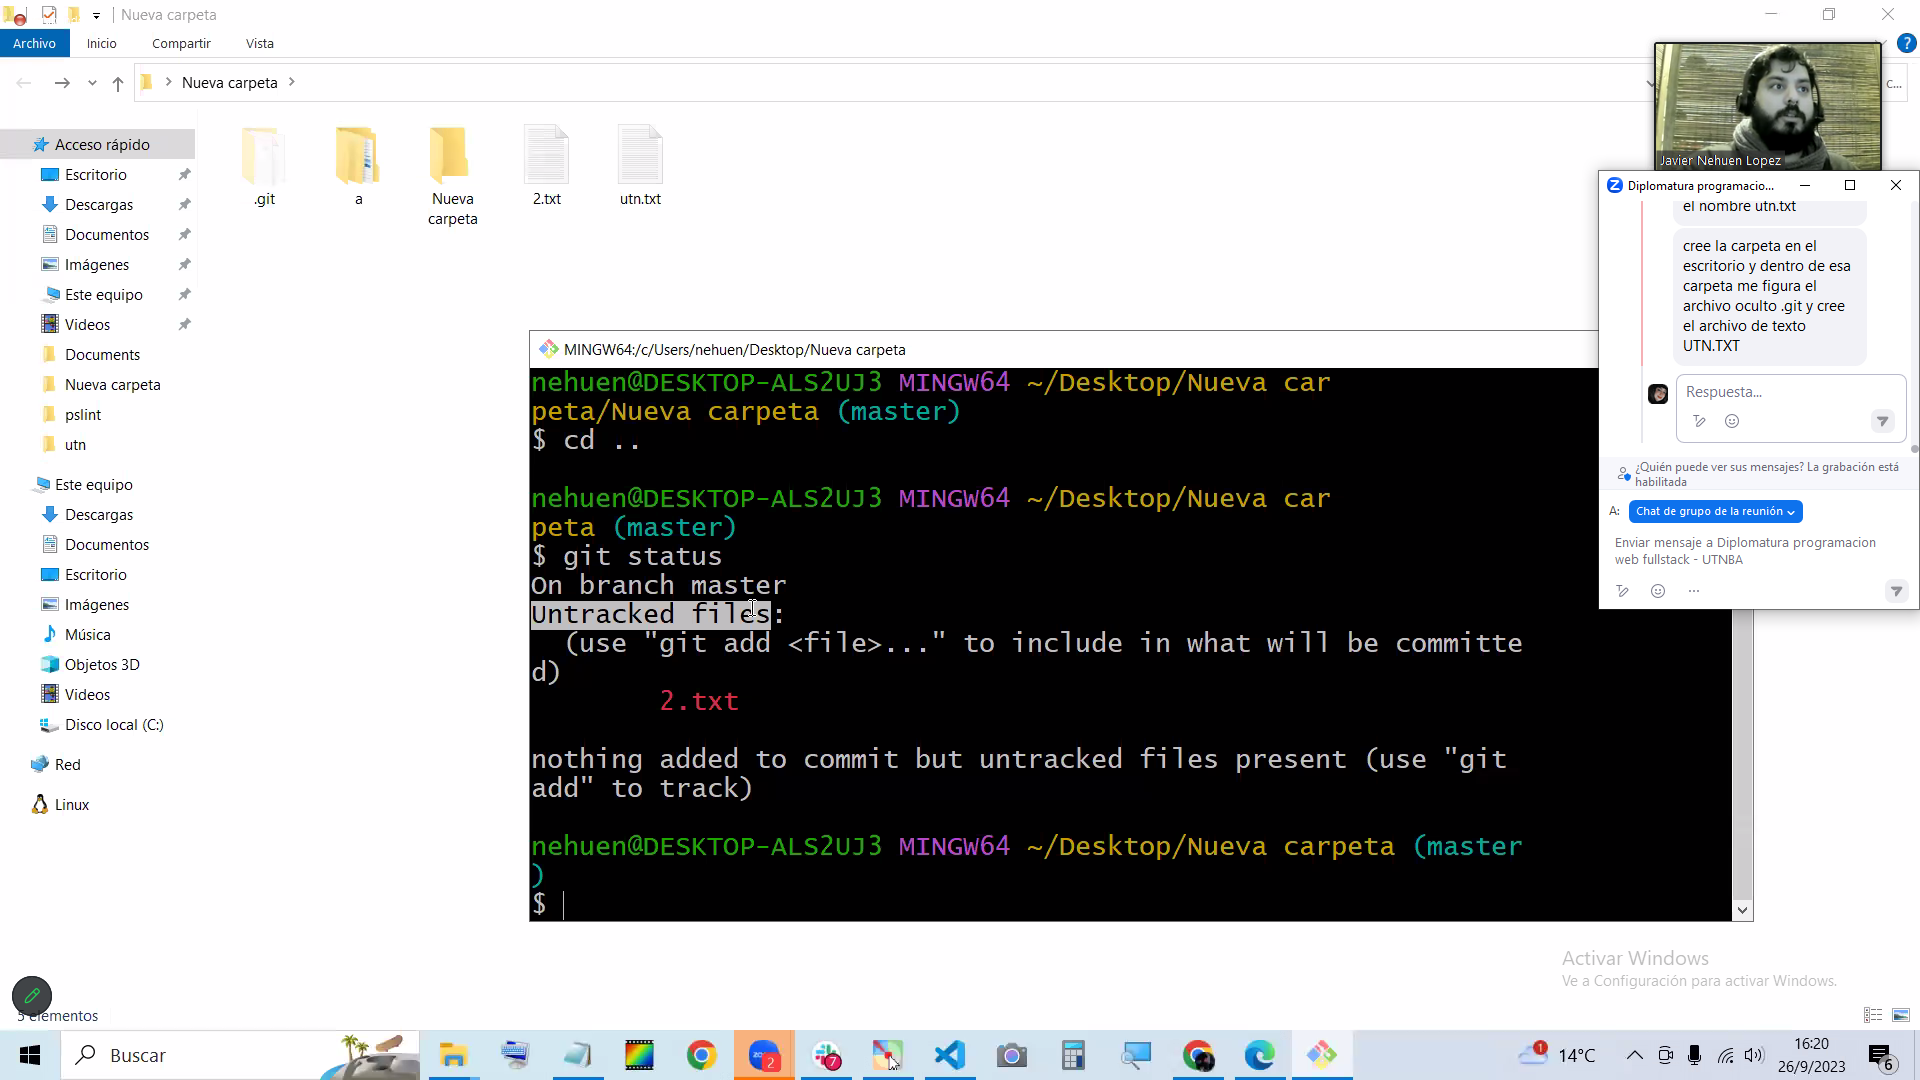 Nueva carpeta
Archivo
Inicio
Compartir
Vista
Nueva carpeta
Acceso rápido
Escritorio
Descargas
Documentos
Imágenes
Este equipo
Videos
Documents
Nueva carpeta
pslint
utn
Este equipo
Descargas
Documentos
Escritorio
Imágenes
Música
Objetos 3D
Videos
Disco local (C:)
Red
Linux
.git
a
Nueva
carpeta
2.txt
utn.txt
MINGW64:/c/Users/nehuen/Desktop/Nueva carpeta
nehuen@DESKTOP-ALS2UJ3 MINGW64 ~/Desktop/Nueva car
peta/Nueva carpeta (master)
$ cd ..
nehuen@DESKTOP-ALS2UJ3 MINGW64 ~/Desktop/Nueva car
peta (master)
$ git status
On branch master
Untracked files:
(use "git add <file>..." to include in what will be committe
d)
2.txt
nothing added to commit but untracked files present (use "git
add" to track)
nehuen@DESKTOP-ALS2UJ3 MINGW64 ~/Desktop/Nueva carpeta (master
)
$
C...
Javier Nehuen Lopez
Diplomatura programacio...
el nombre utn.txt
cree la carpeta en el
escritorio y dentro de esa
carpeta me figura el
archivo oculto .git y cree
el archivo de texto
UTN.TXT
Respuesta...
¿Quién puede ver sus mensajes? La grabación está
habilitada
A: Chat de grupo de la reunión
Enviar mensaje a Diplomatura programacion
web fullstack - UTNBA
Activar Windows
Ve a Configuración para activar Windows.
5 elementos
Buscar
2
7
1
14°C
16:20
26/9/2023
6